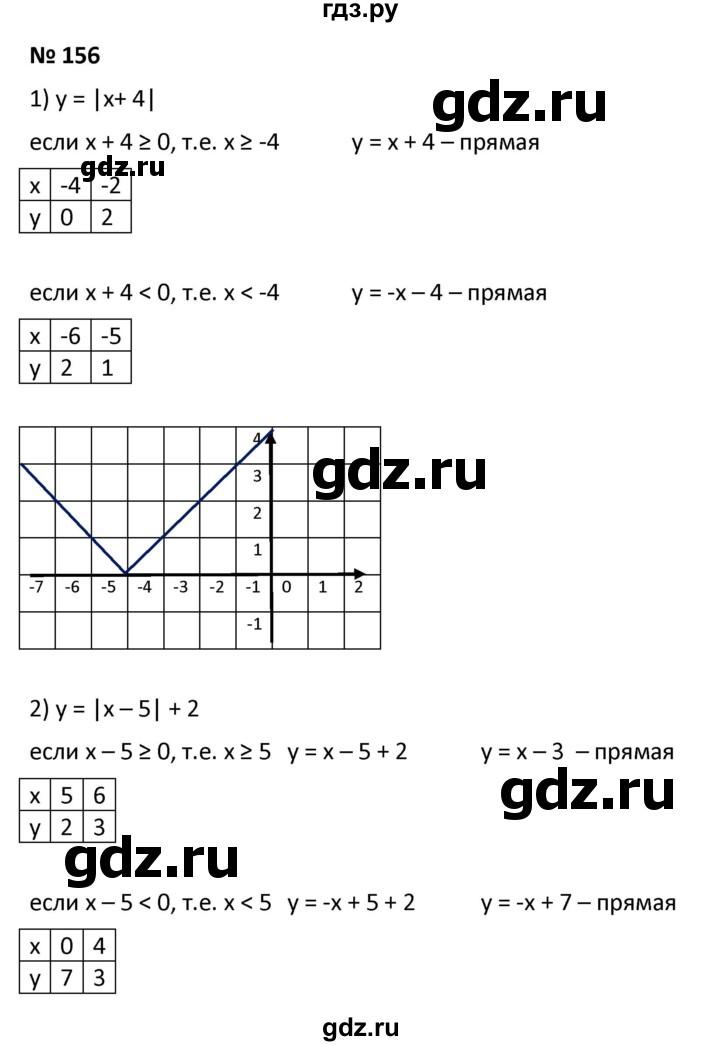 гдз.ру
№ 156
1) y = |x+ 4|
gdz.ru
если x + 4 ≥ 0, т.е. x ≥ -4 y = x + 4 – прямая
gdz.ru
x -4 -2
y 0 2
если x + 4 < 0, т.е. x < -4 y = -x – 4 – прямая
x -6 -5
y 2 1
4
gdz.ru
3
2
1
-7 -6 -5 -4 -3 -2 -1 0 1 2
-1
2) y = |x – 5| + 2
если x – 5 ≥ 0, т.е. x ≥ 5 y = x – 5 + 2 y = x – 3 – прямая
gdz.ru
x 5 6
y 2 3
gdz.ru
если x – 5 < 0, т.е. x < 5 y = -x + 5 + 2 y = -x + 7 – прямая
x 0 4
y 7 3
gdz.ru